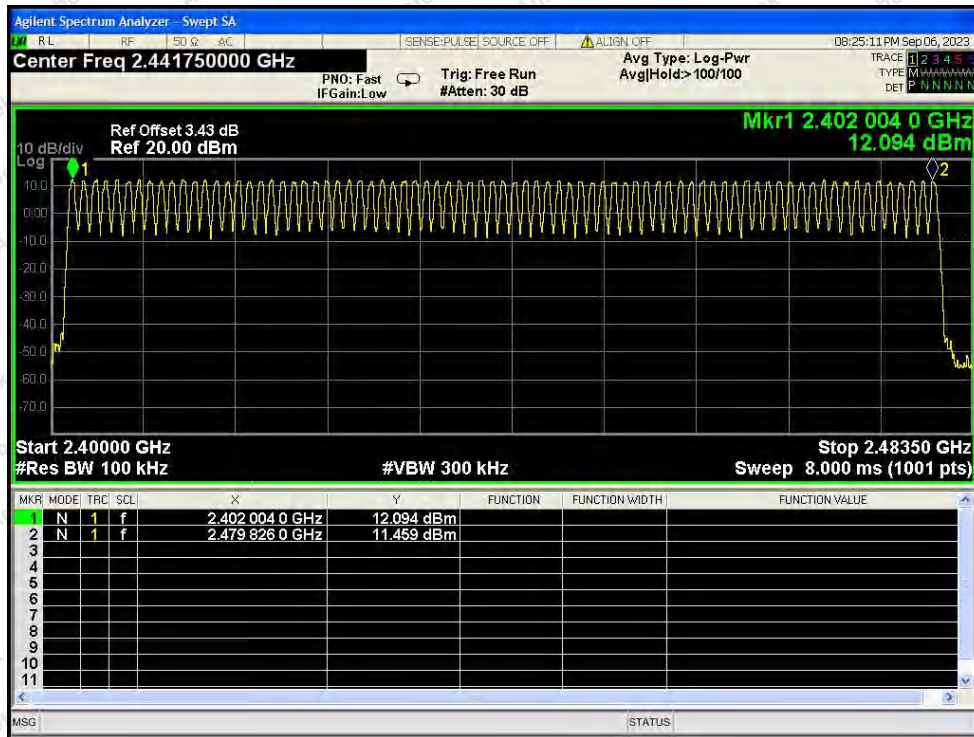 Agilent Spectrum Analyzer - Swept SA
RL RF 50 Ω AC SENSE:PULSE SOURCE OFF ALIGN OFF 08:25:11 PM Sep 06, 2023
Center Freq 2.441750000 GHz
PNO: Fast
IFGain:Low
Trig: Free Run
#Atten: 30 dB
Avg Type: Log-Pwr
Avg|Hold:>100/100
TRACE 1 2 3 4 5
TYPE M
DET P N N N N N
Mkr1 2.402 004 0 GHz
12.094 dBm
Ref Offset 3.43 dB
10 dB/div Ref 20.00 dBm
Log
1
2
10.0
0.00
-10.0
-20.0
-30.0
-40.0
-50.0
-60.0
-70.0
Start 2.40000 GHz Stop 2.48350 GHz
#Res BW 100 kHz #VBW 300 kHz Sweep 8.000 ms (1001 pts)
MKR MODE TRC SCL X Y FUNCTION FUNCTION WIDTH FUNCTION VALUE
1 N 1 f 2.402 004 0 GHz 12.094 dBm
2 N 1 f 2.479 826 0 GHz 11.459 dBm
3
4
5
6
7
8
9
10
11
MSG STATUS